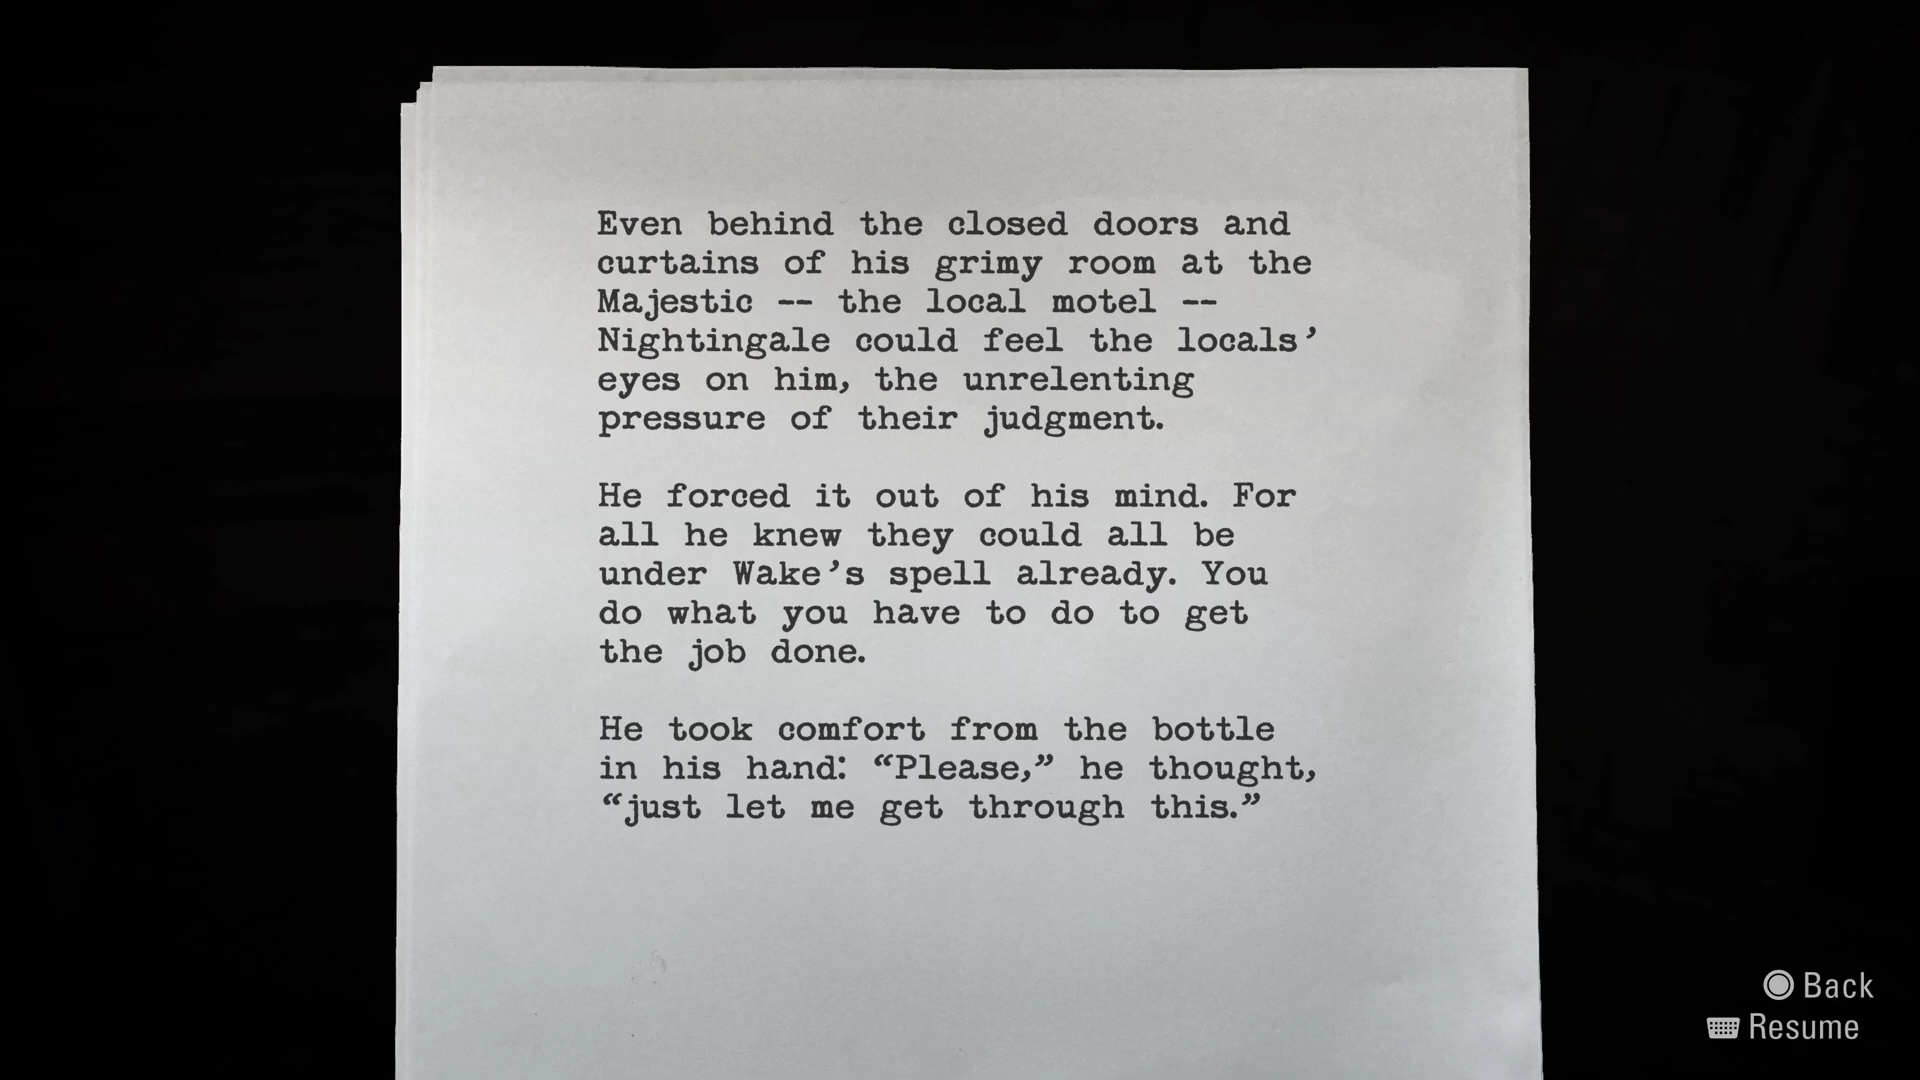 Even behind the closed doors and
curtains of his grimy room at the
Majestic -- the local motel --
Nightingale could feel the locals’
eyes on him, the unrelenting
pressure of their judgment.
He forced it out of his mind. For
all he knew they could all be
under Wake’s spell already. You
do what you have to do to get
the job done.
He took comfort from the bottle
in his hand: “Please,” he thought,
“just let me get through this.”
Back
Resume